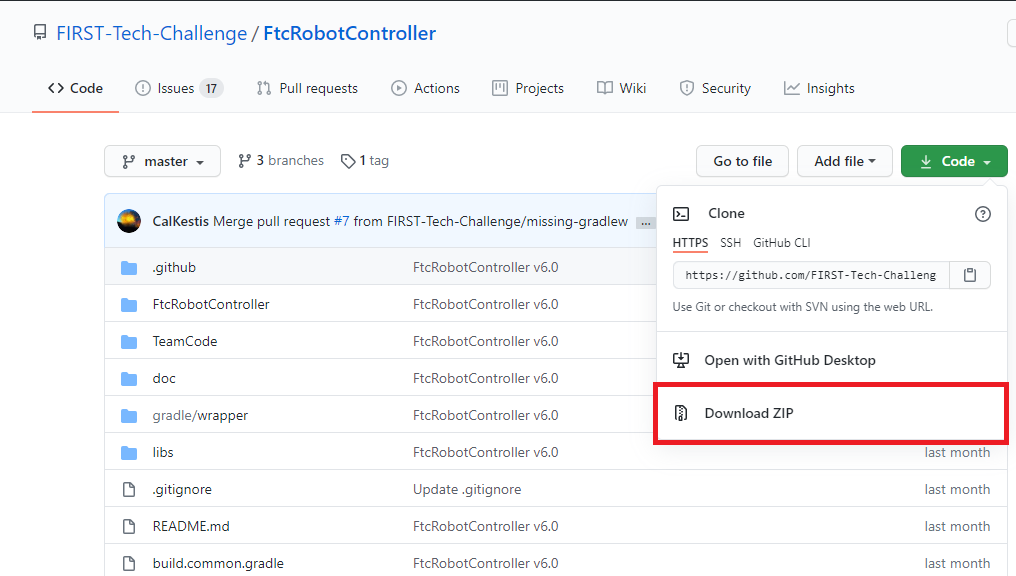 FIRST-Tech-Challenge / FtcRobotController
Code Issues 17 Pull requests Actions Projects Wiki Security Insights
master 3 branches 1 tag Go to file Add file Code
CalKestis Merge pull request #7 from FIRST-Tech-Challenge/missing-gradlew ...
Clone
HTTPS SSH GitHub CLI
https://github.com/FIRST-Tech-Challeng
Use Git or checkout with SVN using the web URL.
Open with GitHub Desktop
Download ZIP
.github FtcRobotController v6.0
FtcRobotController FtcRobotController v6.0
TeamCode FtcRobotController v6.0
doc FtcRobotController v6.0
gradle/wrapper FtcRobotController v6.0
libs FtcRobotController v6.0 last month
.gitignore Update .gitignore last month
README.md FtcRobotController v6.0 last month
build.common.gradle FtcRobotController v6.0 last month